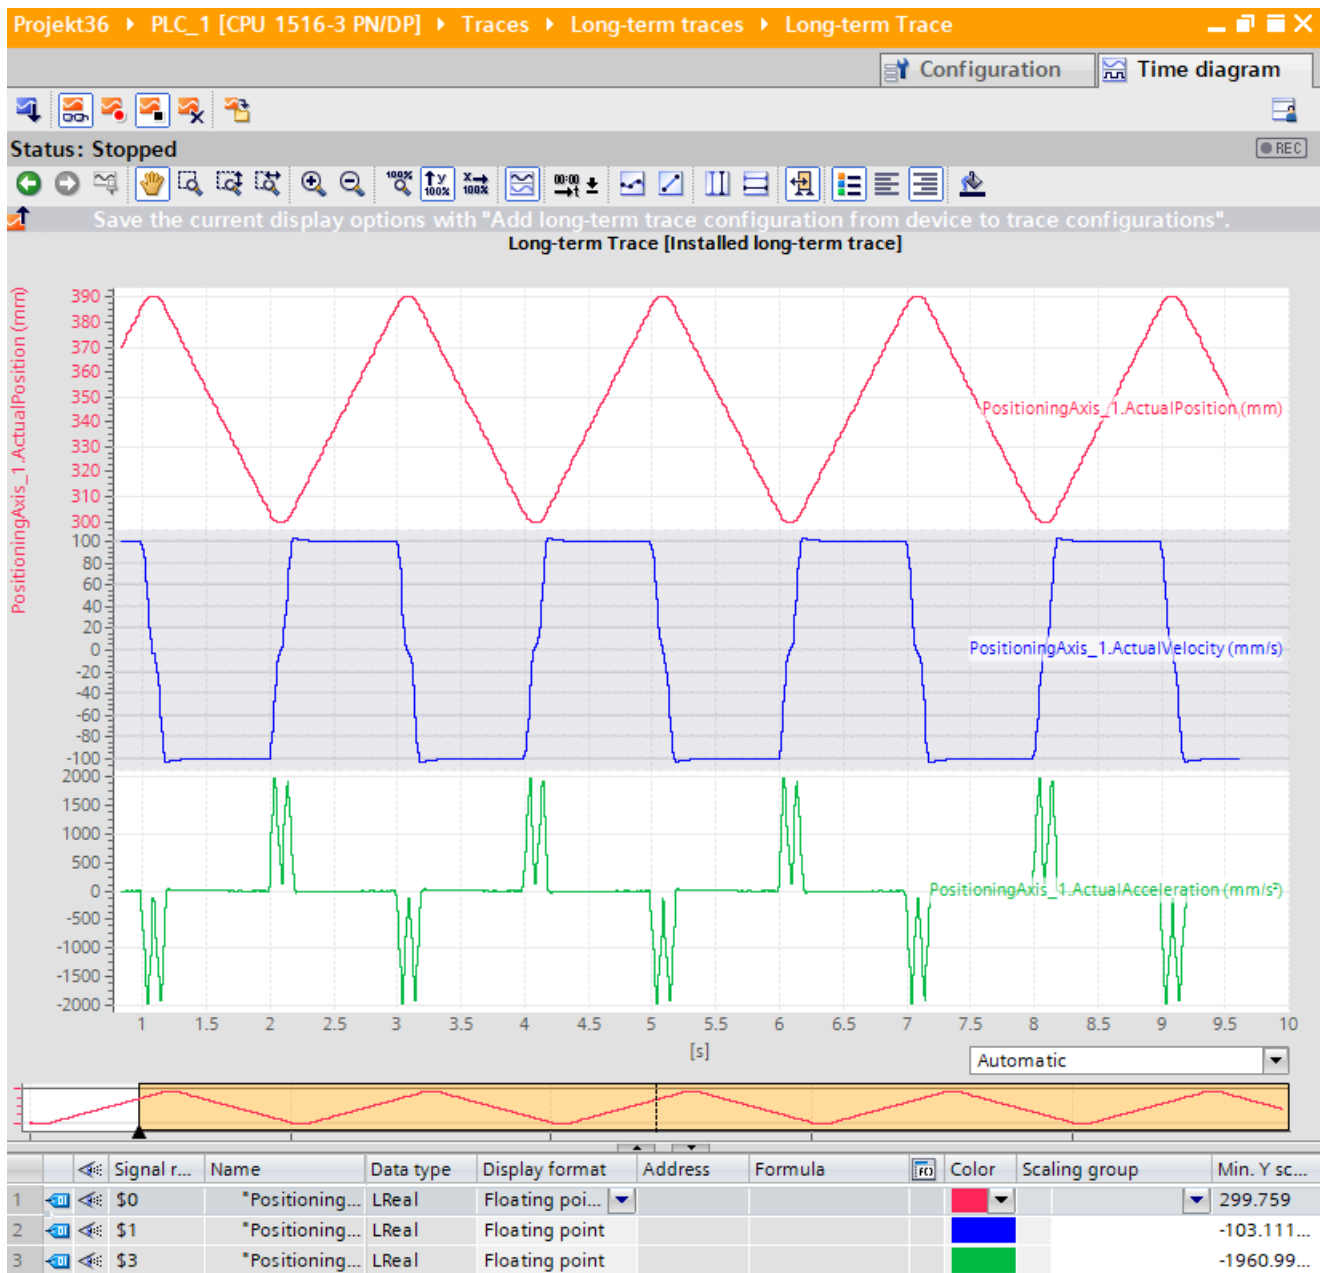 Projekt36 ▸ PLC_1 [CPU 1516-3 PN/DP] ▸ Traces ▸ Long-term traces ▸ Long-term Trace
Configuration
Time diagram
Status: Stopped
REC
100%
y 100%
x 100%
00:00 t
Save the current display options with "Add long-term trace configuration from device to trace configurations".
Long-term Trace [Installed long-term trace]
PositioningAxis_1.ActualPosition (mm)
390
380
370
360
350
340
330
320
310
300
PositioningAxis_1.ActualPosition (mm)
100
80
60
40
20
0
-20
-40
-60
-80
-100
PositioningAxis_1.ActualVelocity (mm/s)
2000
1500
1000
500
0
-500
-1000
-1500
-2000
PositioningAxis_1.ActualAcceleration (mm/s²)
1 1.5 2 2.5 3 3.5 4 4.5 5 5.5 6 6.5 7 7.5 8 8.5 9 9.5 10
[s]
Automatic
Signal r... Name Data type Display format Address Formula Color Scaling group Min. Y sc...
1 $0 "Positioning... LReal Floating poi... 299.759
2 $1 "Positioning... LReal Floating point -103.111...
3 $3 "Positioning... LReal Floating point -1960.99...